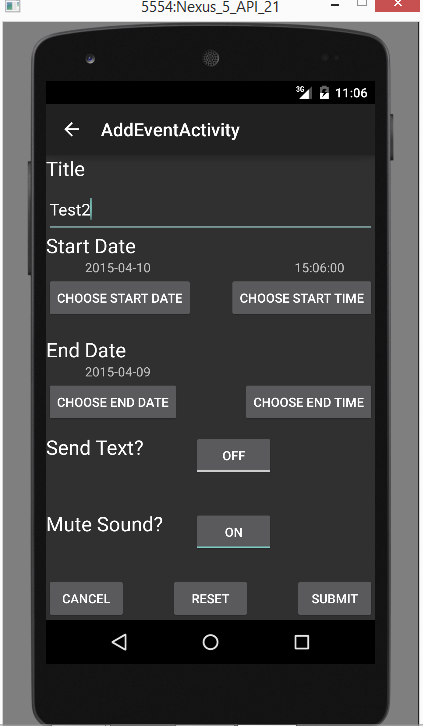 5554:Nexus_5_API_21
3G 11:06
AddEventActivity
Title
Test2
Start Date
2015-04-10 15:06:00
CHOOSE START DATE CHOOSE START TIME
End Date
2015-04-09
CHOOSE END DATE CHOOSE END TIME
Send Text? OFF
Mute Sound? ON
CANCEL RESET SUBMIT